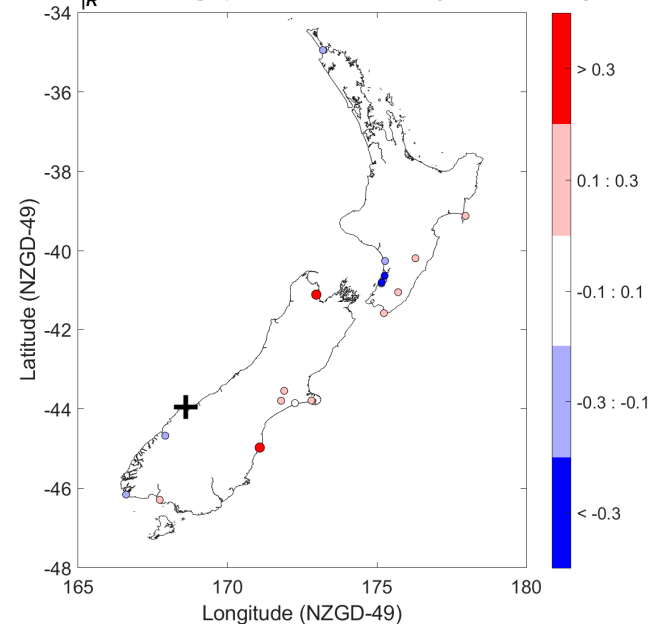 -34
-36
-38
-40
-42
-44
-46
-48
165
170
175
180
Latitude (NZGD-49)
Longitude (NZGD-49)
> 0.3
0.1 : 0.3
-0.1 : 0.1
-0.3 : -0.1
< -0.3